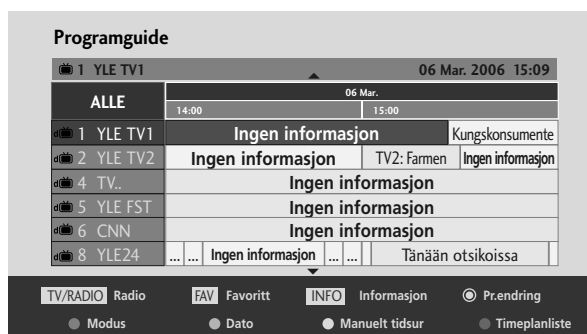 Programguide
1 YLE TV1 06 Mar. 2006 15:09
ALLE 06 Mar.
14:00 15:00
1 YLE TV1 Ingen informasjon Kungskonsumente
2 YLE TV2 Ingen informasjon TV2: Farmen Ingen informasjon
4 TV.. Ingen informasjon
5 YLE FST Ingen informasjon
6 CNN Ingen informasjon
8 YLE24 ... ... Ingen informasjon ... ... Tänään otsikoissa
TV/RADIO Radio FAV Favoritt INFO Informasjon Pr.endring
Modus Dato Manuelt tidsur Timeplanliste